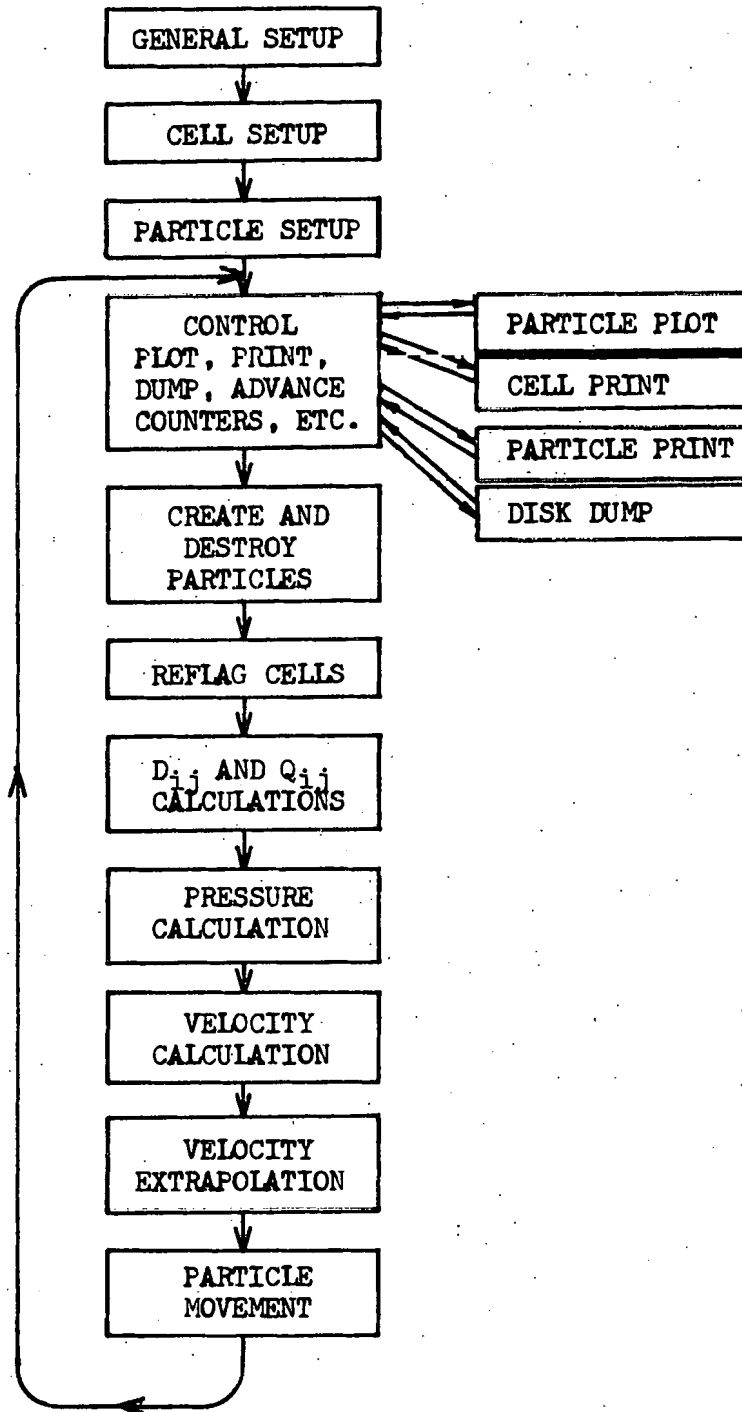 GENERAL SETUP
CELL SETUP
PARTICLE SETUP
CONTROL
PLOT, PRINT,
DUMP, ADVANCE
COUNTERS, ETC.
PARTICLE PLOT
CELL PRINT
PARTICLE PRINT
DISK DUMP
CREATE AND
DESTROY
PARTICLES
REFLAG CELLS
Dij AND Qij
CALCULATIONS
PRESSURE
CALCULATION
VELOCITY
CALCULATION
VELOCITY
EXTRAPOLATION
PARTICLE
MOVEMENT